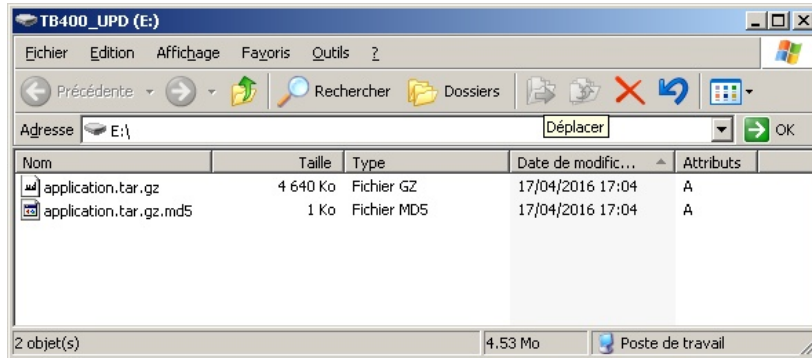 TB400_UPD (E:)
Fichier Edition Affichage Favoris Outils ?
Précédente Rechercher Dossiers
Déplacer
Adresse E:\ OK
Nom Taille Type Date de modific... Attributs
application.tar.gz 4 640 Ko Fichier GZ 17/04/2016 17:04 A
application.tar.gz.md5 1 Ko Fichier MD5 17/04/2016 17:04 A
2 objet(s) 4.53 Mo Poste de travail